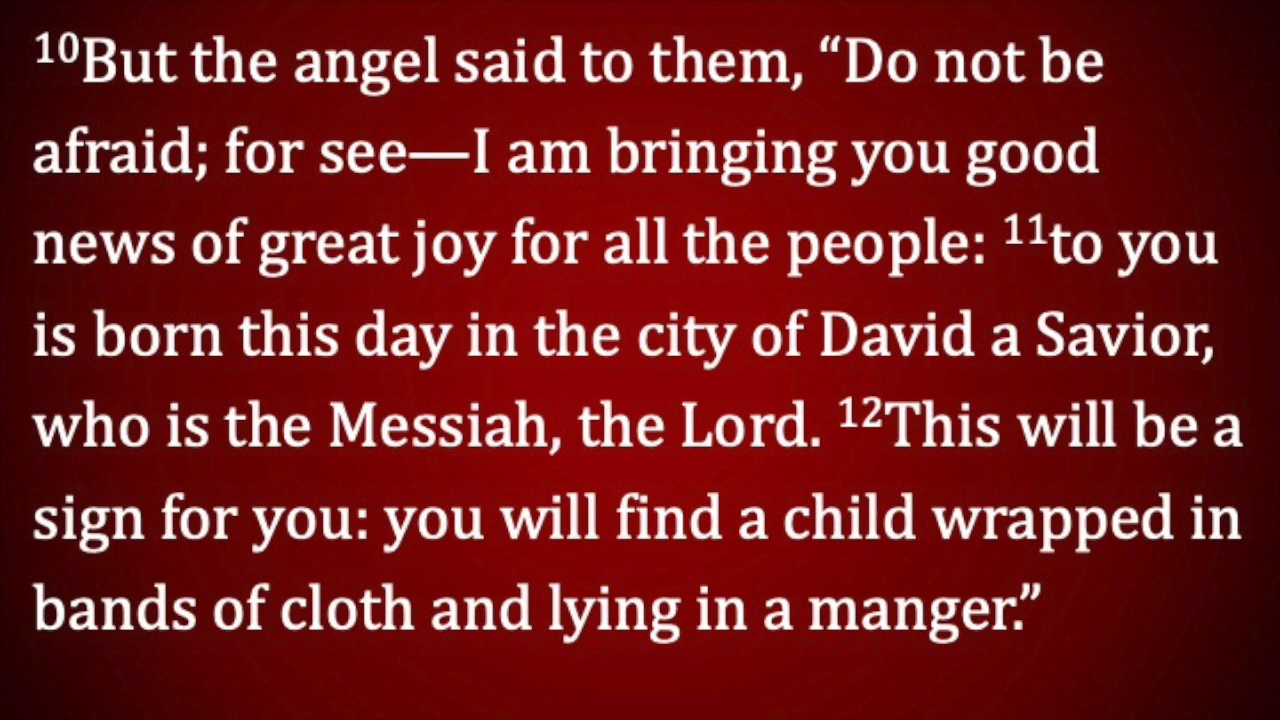 ¹⁰But the angel said to them, “Do not be
afraid; for see—I am bringing you good
news of great joy for all the people: ¹¹to you
is born this day in the city of David a Savior,
who is the Messiah, the Lord. ¹²This will be a
sign for you: you will find a child wrapped in
bands of cloth and lying in a manger.”